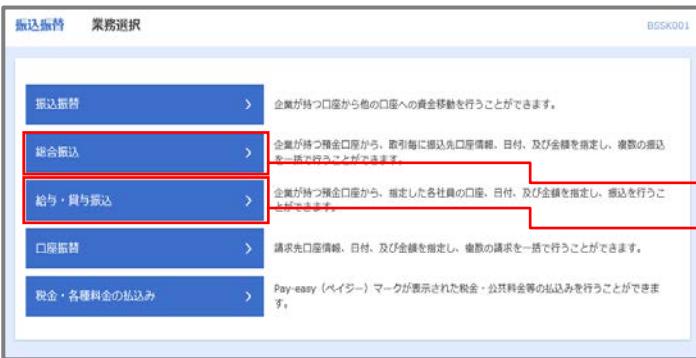 振込振替 業務選択 BSSK001
振込振替
企業が持つ口座から他の口座への資金移動を行うことができます。
総合振込
企業が持つ預金口座から、取引毎に振込先口座情報、日付、及び金額を指定し、複数の振込
を一括で行うことができます。
給与・賞与振込
企業が持つ預金口座から、指定した各社員の口座、日付、及び金額を指定し、振込を行うこ
とができます。
口座振替
請求先口座情報、日付、及び金額を指定し、複数の請求を一括で行うことができます。
税金・各種料金の払込み
Pay-easy（ペイジー）マークが表示された税金・公共料金等の払込みを行うことができま
す。